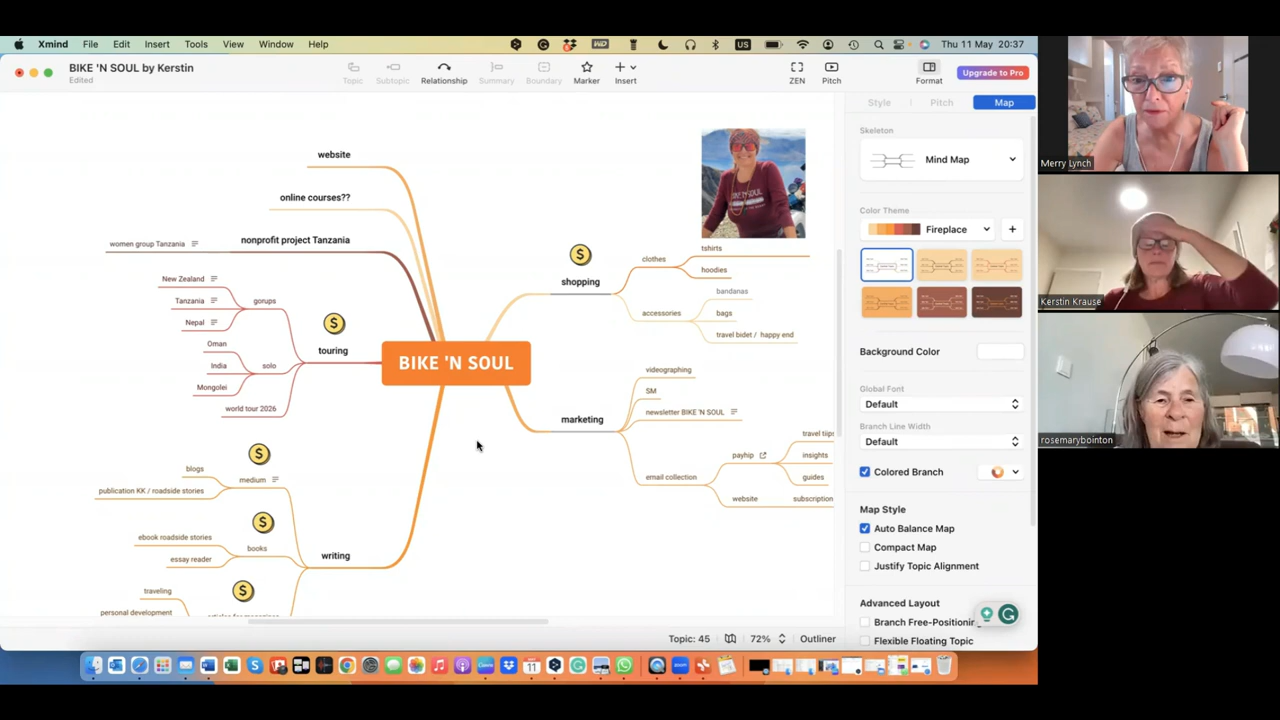 Xmind File Edit Insert Tools View Window Help
US
Thu 11 May 20:37
BIKE 'N SOUL by Kerstin
Edited
Topic Subtopic Relationship Summary Boundary Marker Insert
ZEN Pitch Format
Upgrade to Pro
website
online courses??
nonprofit project Tanzania
women group Tanzania
New Zealand
Tanzania
Nepal
gorups
Oman
India
Mongolei
solo
world tour 2026
touring
BIKE 'N SOUL
shopping
clothes
tshirts
hoodies
accessories
bandanas
bags
travel bidet / happy end
marketing
videographing
SM
newsletter BIKE 'N SOUL
email collection
payhip
travel tips
insights
guides
website
subscription
blogs
publication KK / roadside stories
medium
ebook roadside stories
essay reader
books
writing
traveling
personal development
Style Pitch Map
Skeleton
Mind Map
Color Theme
Fireplace
Background Color
Global Font
Default
Branch Line Width
Default
Colored Branch
Map Style
Auto Balance Map
Compact Map
Justify Topic Alignment
Advanced Layout
Branch Free-Positioning
Flexible Floating Topic
Topic: 45
72%
Outliner
Merry Lynch
Kerstin Krause
rosemarybointon